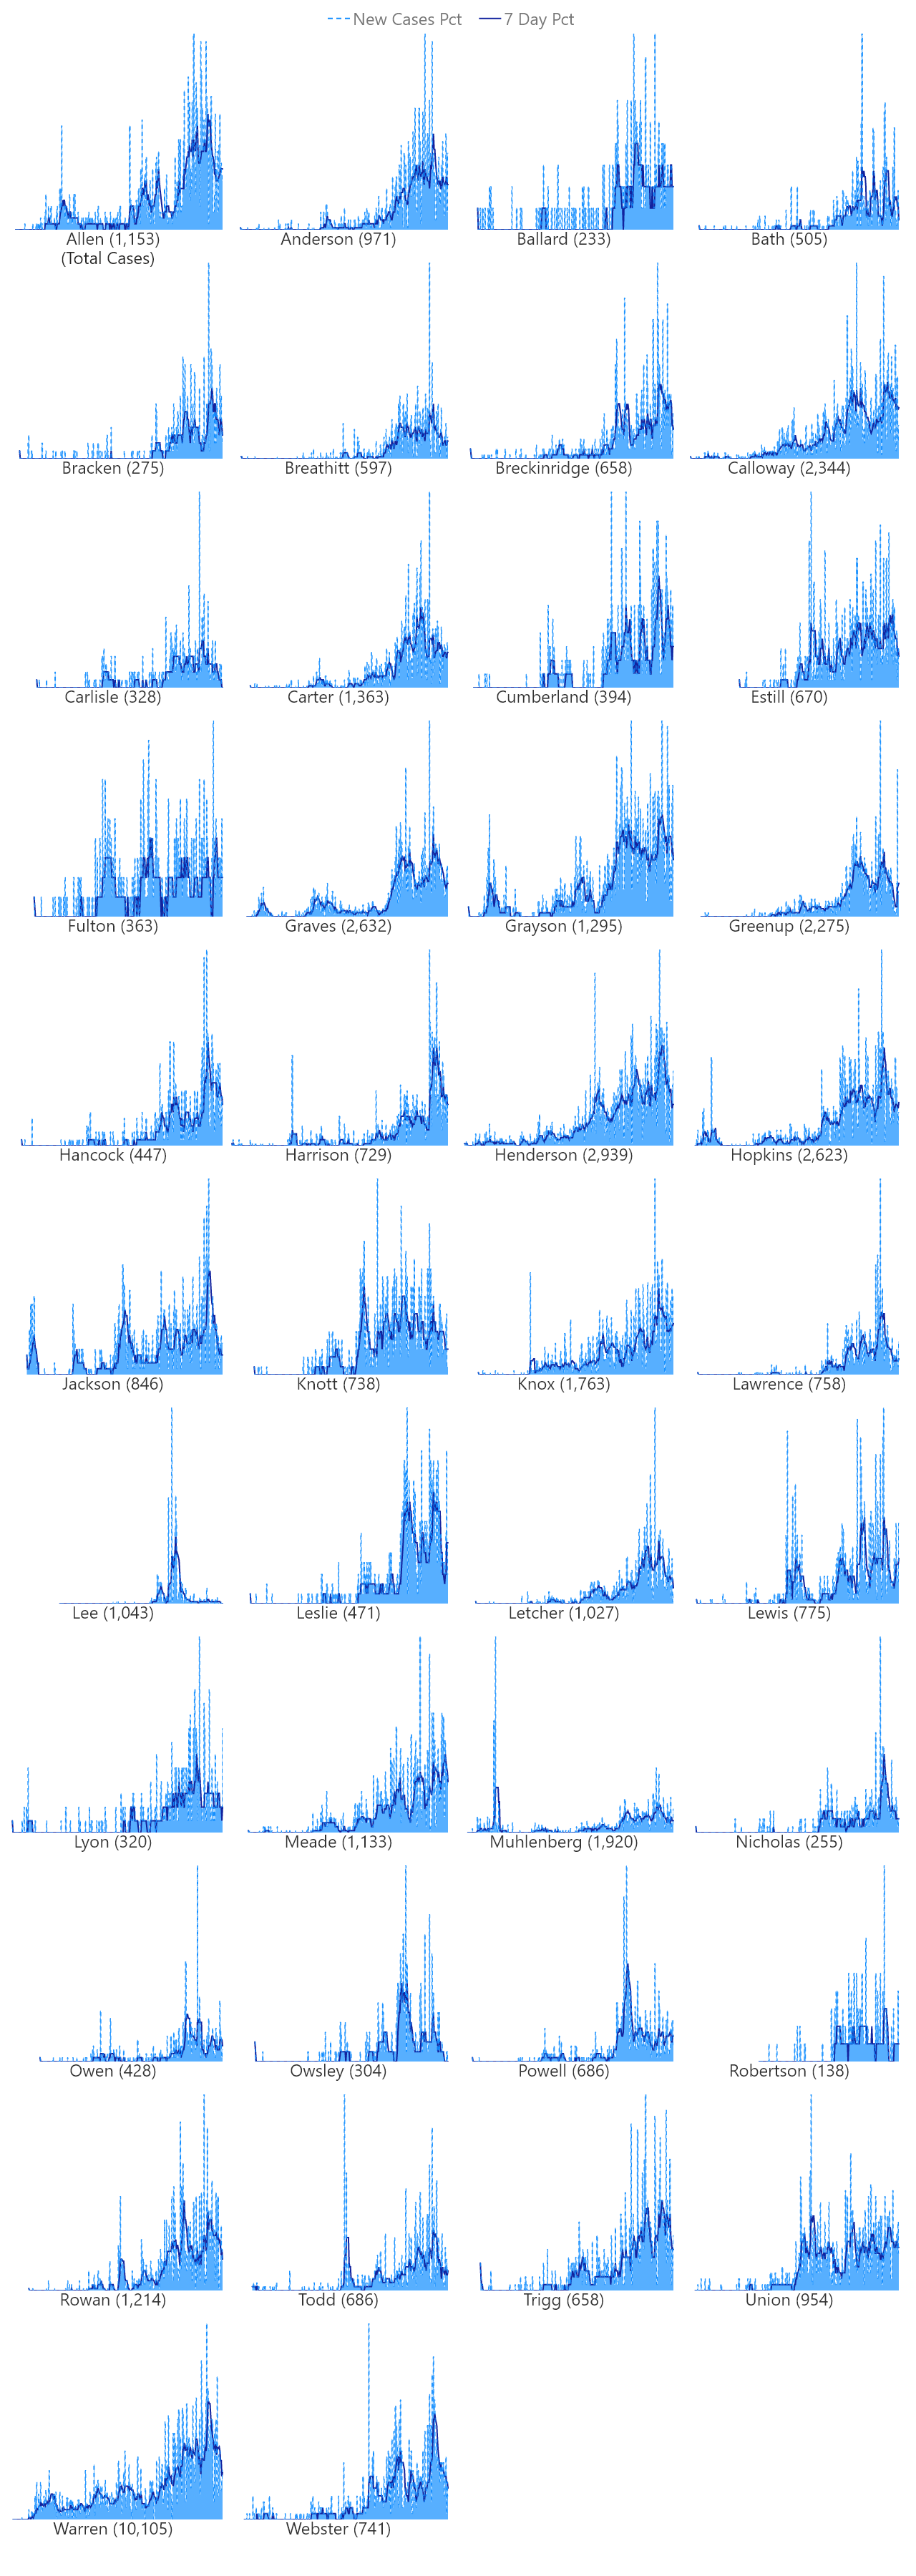 New Cases Pct 7 Day Pct
Allen (1,153) Anderson (971) Ballard (233) Bath (505)
(Total Cases)
Bracken (275) Breathitt (597) Breckinridge (658) Calloway (2,344)
Carlisle (328) Carter (1,363) Cumberland (394) Estill (670)
Fulton (363) Graves (2,632) Grayson (1,295) Greenup (2,275)
Hancock (447) Harrison (729) Henderson (2,939) Hopkins (2,623)
Jackson (846) Knott (738) Knox (1,763) Lawrence (758)
Lee (1,043) Leslie (471) Letcher (1,027) Lewis (775)
Lyon (320) Meade (1,133) Muhlenberg (1,920) Nicholas (255)
Owen (428) Owsley (304) Powell (686) Robertson (138)
Rowan (1,214) Todd (686) Trigg (658) Union (954)
Warren (10,105) Webster (741)